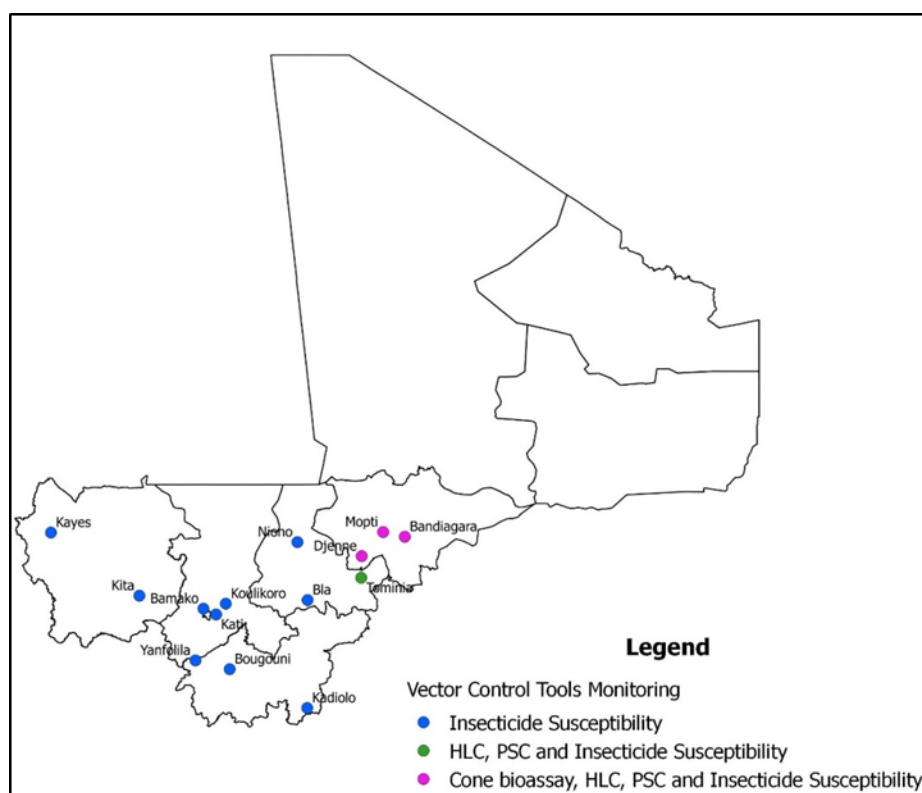 Kayes
Niono
Mopti
Bandiagara
Djenne
Kita
Bamako
Koulikoro
Bla
Tominia
Kati
Yanfolila
Bougouni
Kadiolo
Legend
Vector Control Tools Monitoring
Insecticide Susceptibility
HLC, PSC and Insecticide Susceptibility
Cone bioassay, HLC, PSC and Insecticide Susceptibility